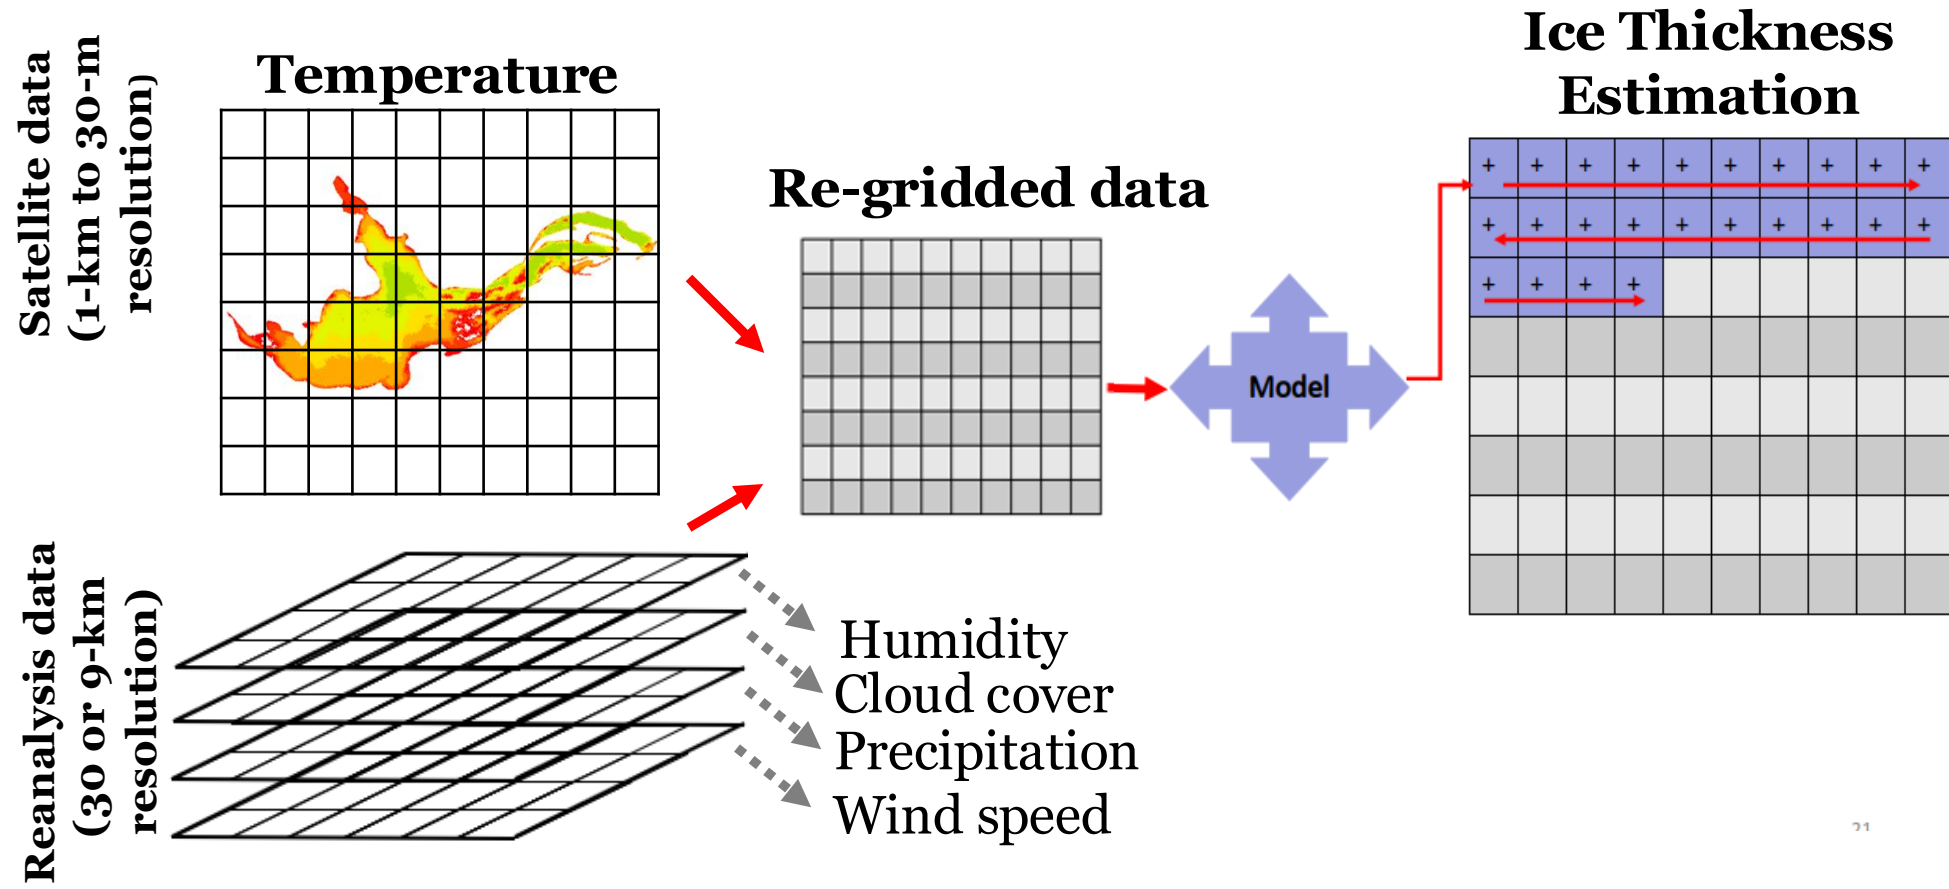 Satellite data
(1-km to 30-m
resolution)
Temperature
Re-gridded data
Ice Thickness
Estimation
+ + + + + + + + + +
+ + + + + + + + + +
+ + + +
Model
Reanalysis data
(30 or 9-km
resolution)
Humidity
Cloud cover
Precipitation
Wind speed
21